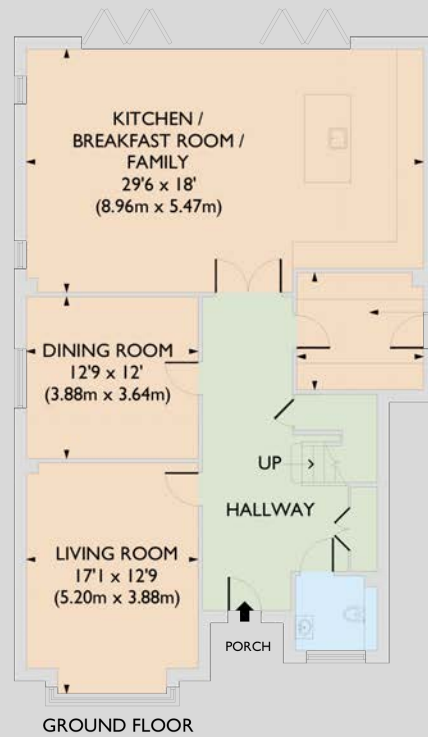 KITCHEN /
BREAKFAST ROOM /
FAMILY
29'6 x 18'
(8.96m x 5.47m)
DINING ROOM
12'9 x 12'
(3.88m x 3.64m)
UP
HALLWAY
LIVING ROOM
17'1 x 12'9
(5.20m x 3.88m)
PORCH
GROUND FLOOR